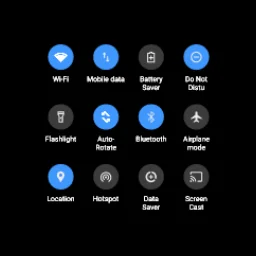 Wi-Fi
Mobile data
Battery
Saver
Do Not
Distu
Flashlight
Auto-
Rotate
Bluetooth
Airplane
mode
Location
Hotspot
Data
Saver
Screen
Cast